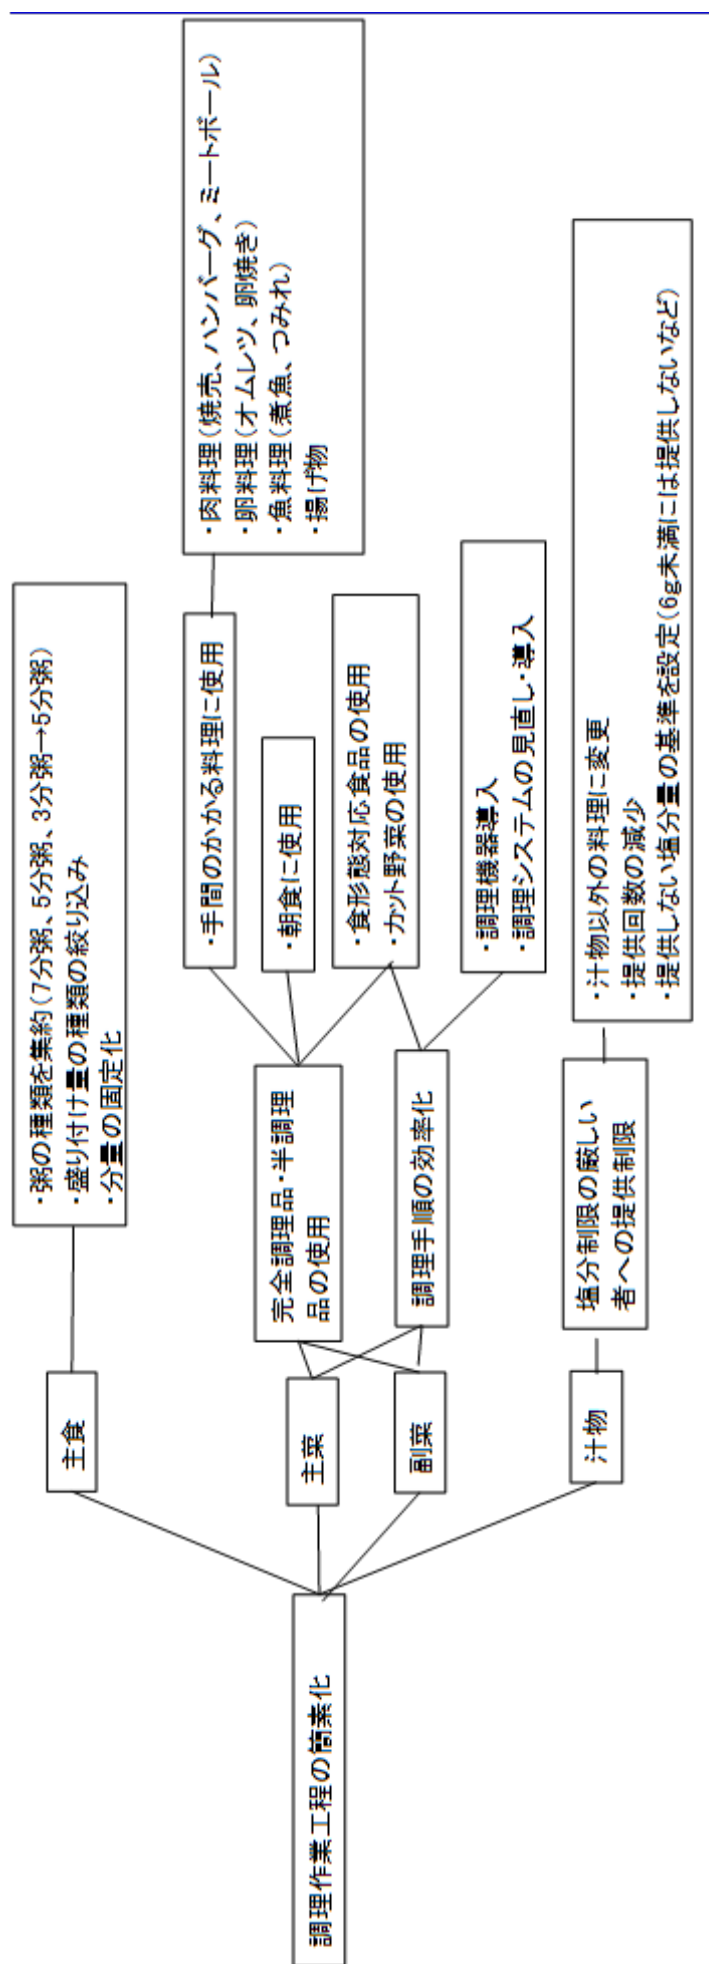 調理作業工程の簡素化
主食
・粥の種類を集約(7分粥、5分粥、3分粥→5分粥)
・盛り付け量の種類の絞り込み
・分量の固定化
主菜
副菜
完全調理品・半調理
品の使用
・手間のかかる料理に使用
・肉料理(焼売、ハンバーグ、ミートボール)
・卵料理(オムレツ、卵焼き)
・魚料理(煮魚、つみれ)
・揚げ物
・朝食に使用
・食形態対応食品の使用
・カット野菜の使用
調理手順の効率化
・調理機器導入
・調理システムの見直し・導入
汁物
塩分制限の厳しい
者への提供制限
・汁物以外の料理に変更
・提供回数の減少
・提供しない塩分量の基準を設定(6g未満には提供しないなど)